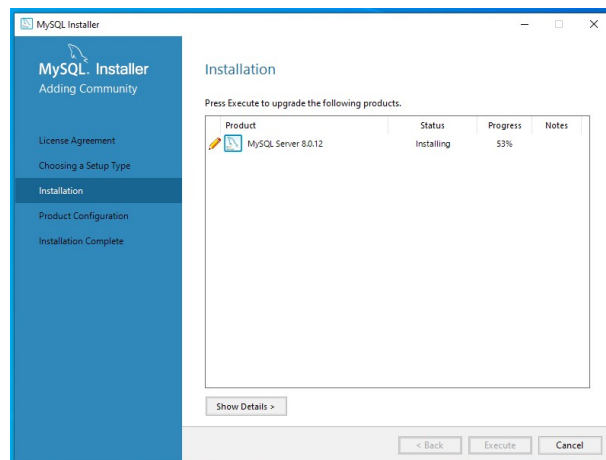 MySQL Installer
MySQL. Installer
Adding Community
License Agreement
Choosing a Setup Type
Installation
Product Configuration
Installation Complete
Installation
Press Execute to upgrade the following products.
Product Status Progress Notes
MySQL Server 8.0.12 Installing 53%
Show Details >
< Back Execute Cancel